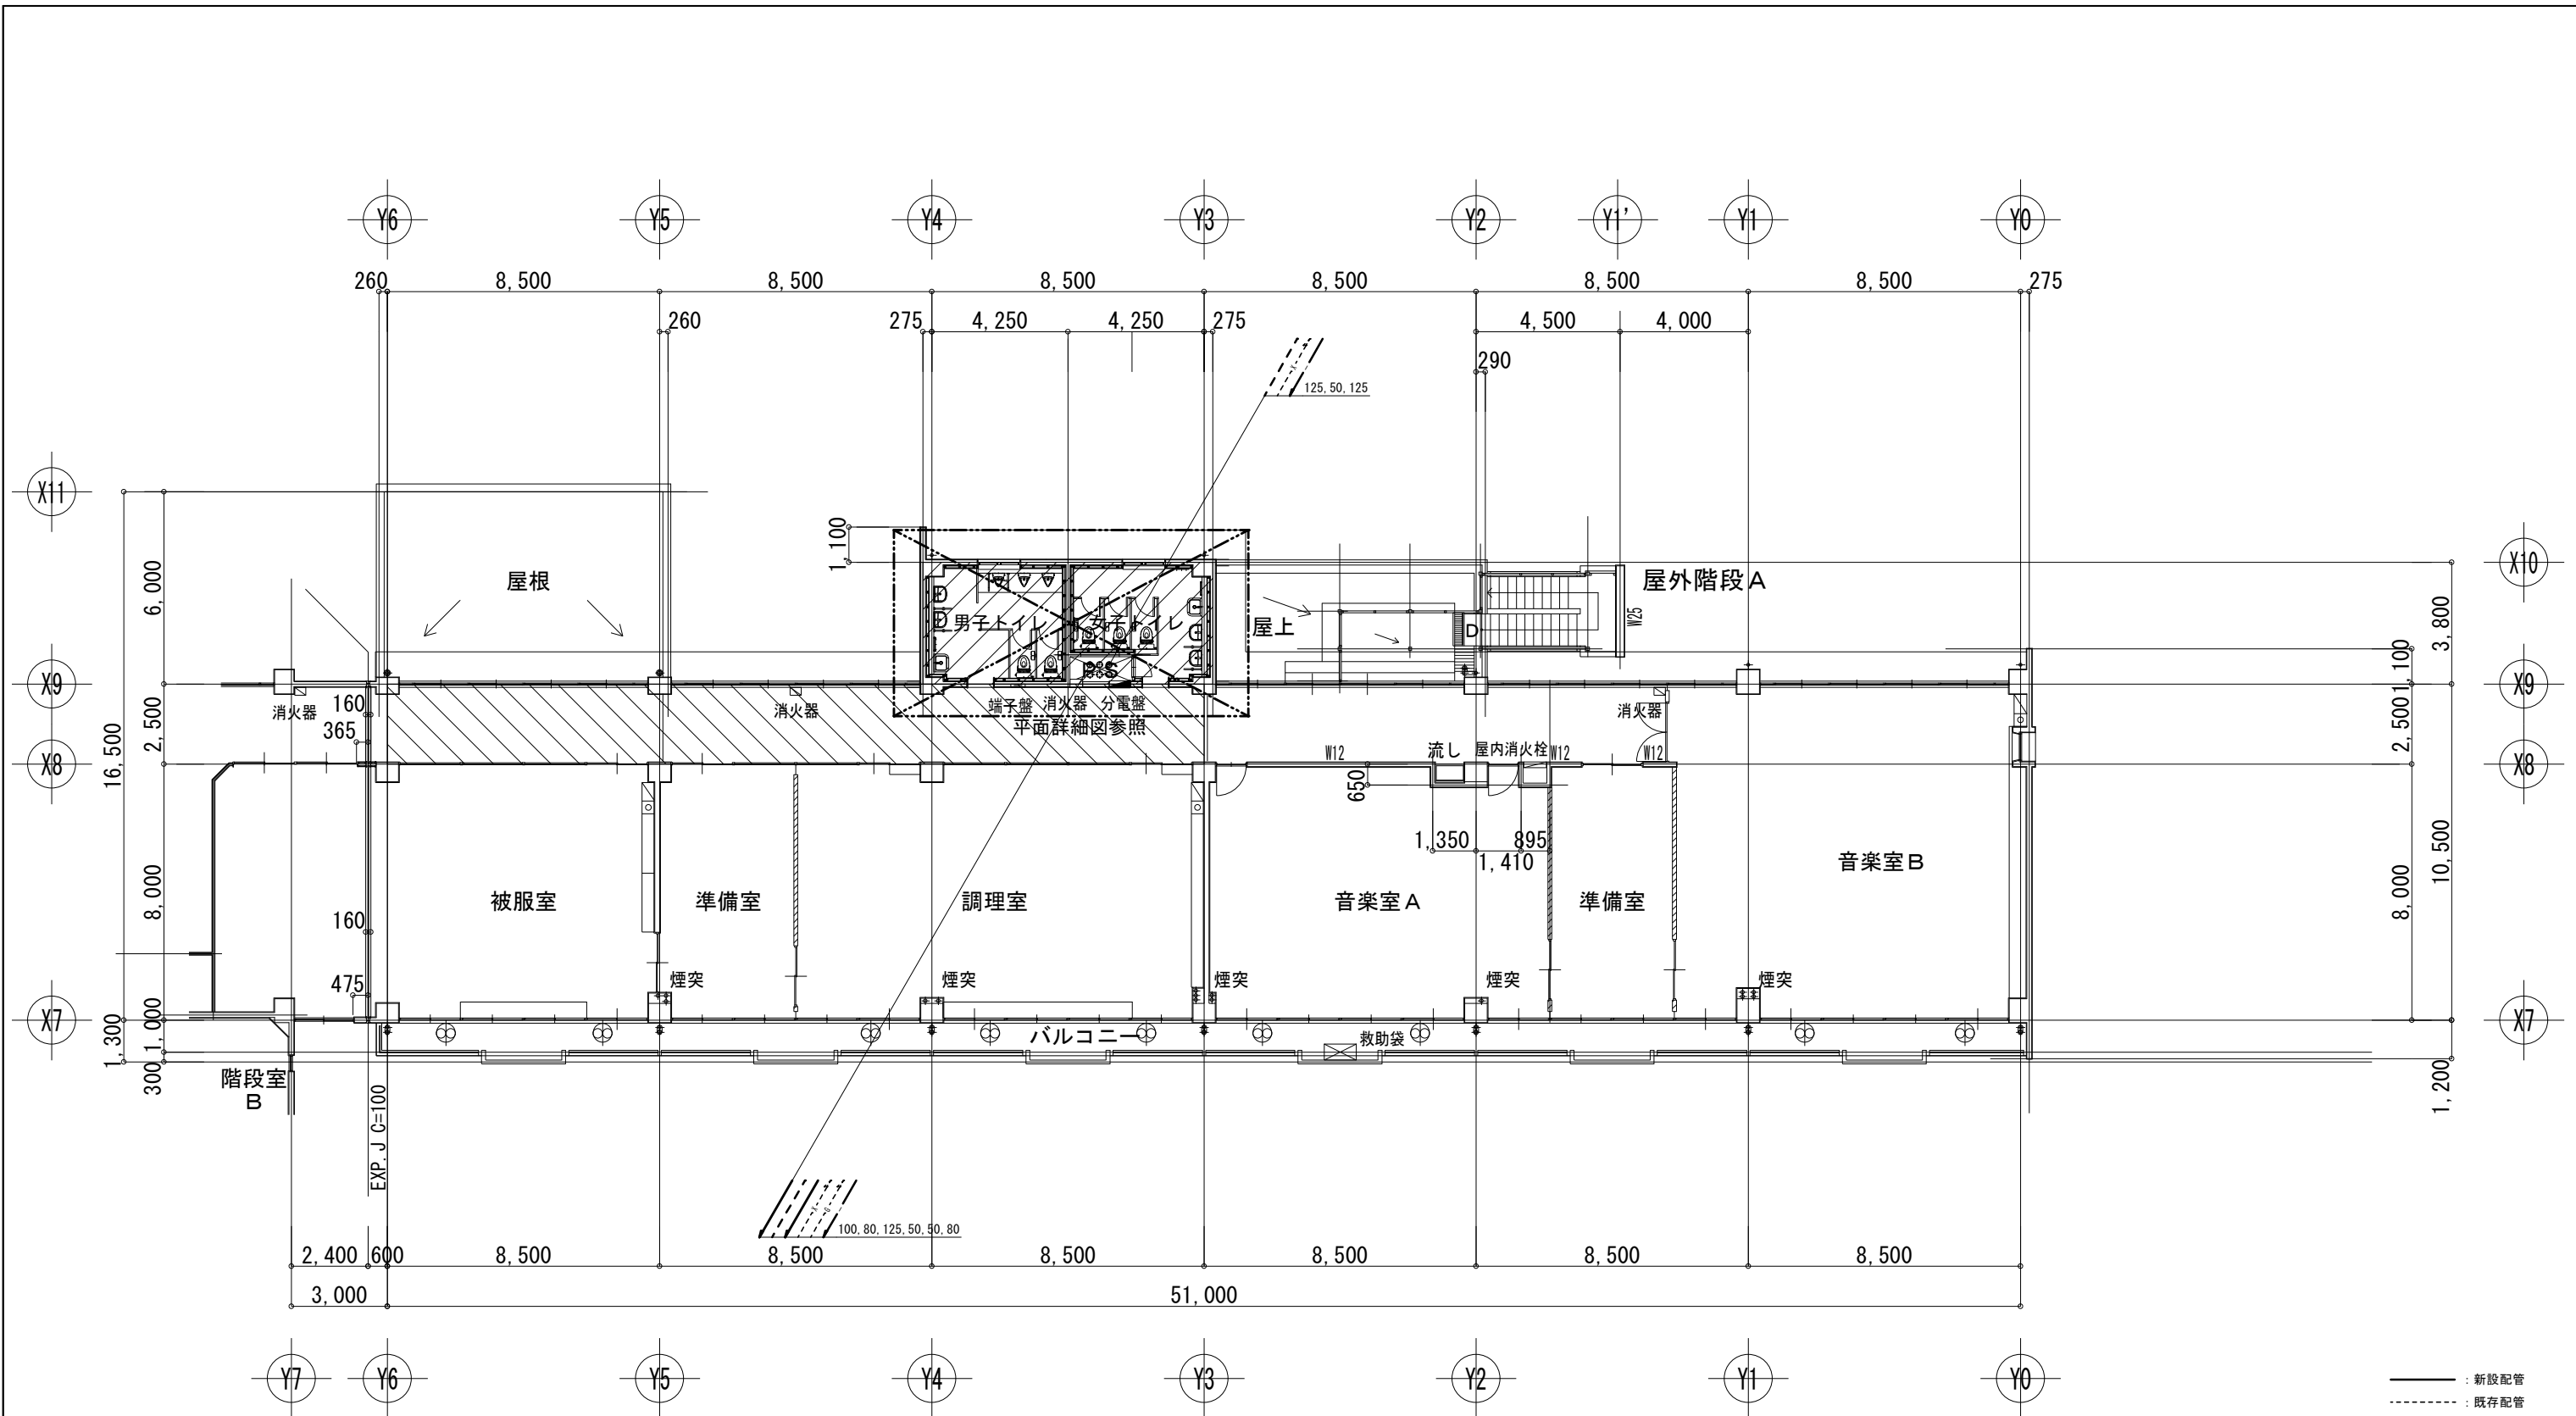 Y6 Y5 Y4 Y3 Y2 Y1' Y1 Y0
260 8,500 8,500 8,500 8,500 8,500 8,500 275
260 275 4,250 4,250 275 4,500 4,000
290
125,50,125
X11
1,100
X10
6,000
屋根
屋外階段A
W25
3,800
男子トイレ
女子トイレ
屋上
D
PS
1,100
X9
X9
160
消火器
消火器
端子盤
消火器
分電盤
消火器
365
平面詳細図参照
2,500
2,500
16,500
W12
流し
屋内消火栓
W12
W12
X8
X8
650
1,350
895
1,410
10,500
8,000
8,000
被服室
準備室
調理室
音楽室A
準備室
音楽室B
160
475
煙突
煙突
煙突
煙突
煙突
X7
X7
1,000
1,300
300
バルコニー
救助袋
1,200
階段室
B
EXP.J C=100
100,80,125,50,50,80
2,400 600 8,500 8,500 8,500 8,500 8,500 8,500
3,000 51,000
Y7 Y6 Y5 Y4 Y3 Y2 Y1 Y0
：新設配管
：既存配管